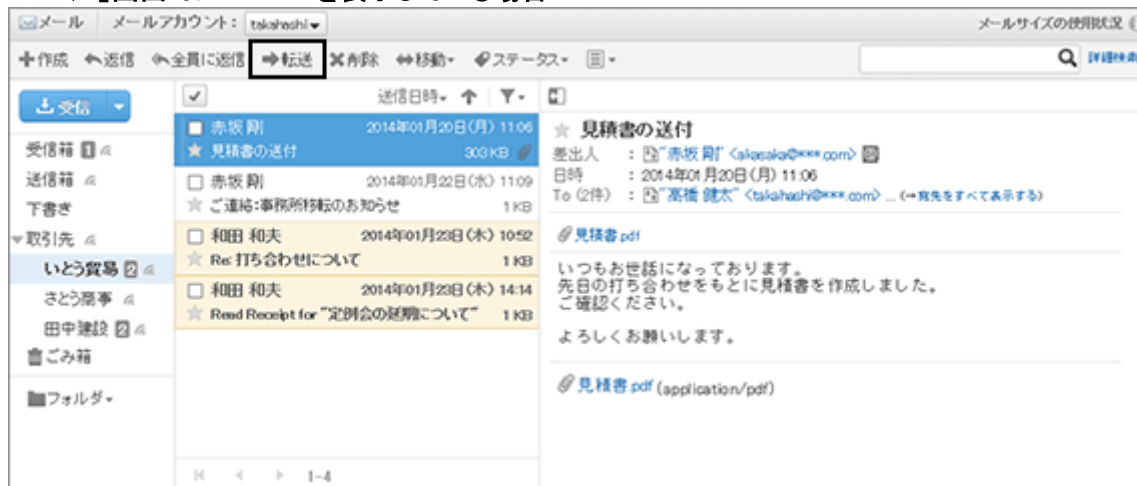 メール メールアカウント： takahashi メールサイズの使用状況
作成 返信 全員に返信 転送 削除 移動 ステータス
詳細検索
受信
受信箱 1
送信箱
下書き
取引先
いとう貿易 2
さとう商事
田中建設 2
ごみ箱
フォルダ
送信日時
赤坂 剛 2014年01月20日(月) 11:06
見積書の送付 303 KB
赤坂 剛 2014年01月22日(水) 11:09
ご連絡:事務所移転のお知らせ 1 KB
和田 和夫 2014年01月23日(木) 10:52
Re: 打ち合わせについて 1 KB
和田 和夫 2014年01月23日(木) 14:14
Read Receipt for "定例会の延期について" 1 KB
1-4
見積書の送付
差出人 : "赤坂 剛" <akasaka@***.com>
日時 : 2014年01月20日(月) 11:06
To (2件) : "高橋 健太" <takahashi@***.com> ... (→宛先をすべて表示する)
見積書.pdf
いつもお世話になっております。
先日の打ち合わせをもとに見積書を作成しました。
ご確認ください。
よろしくお願いします。
見積書.pdf (application/pdf)